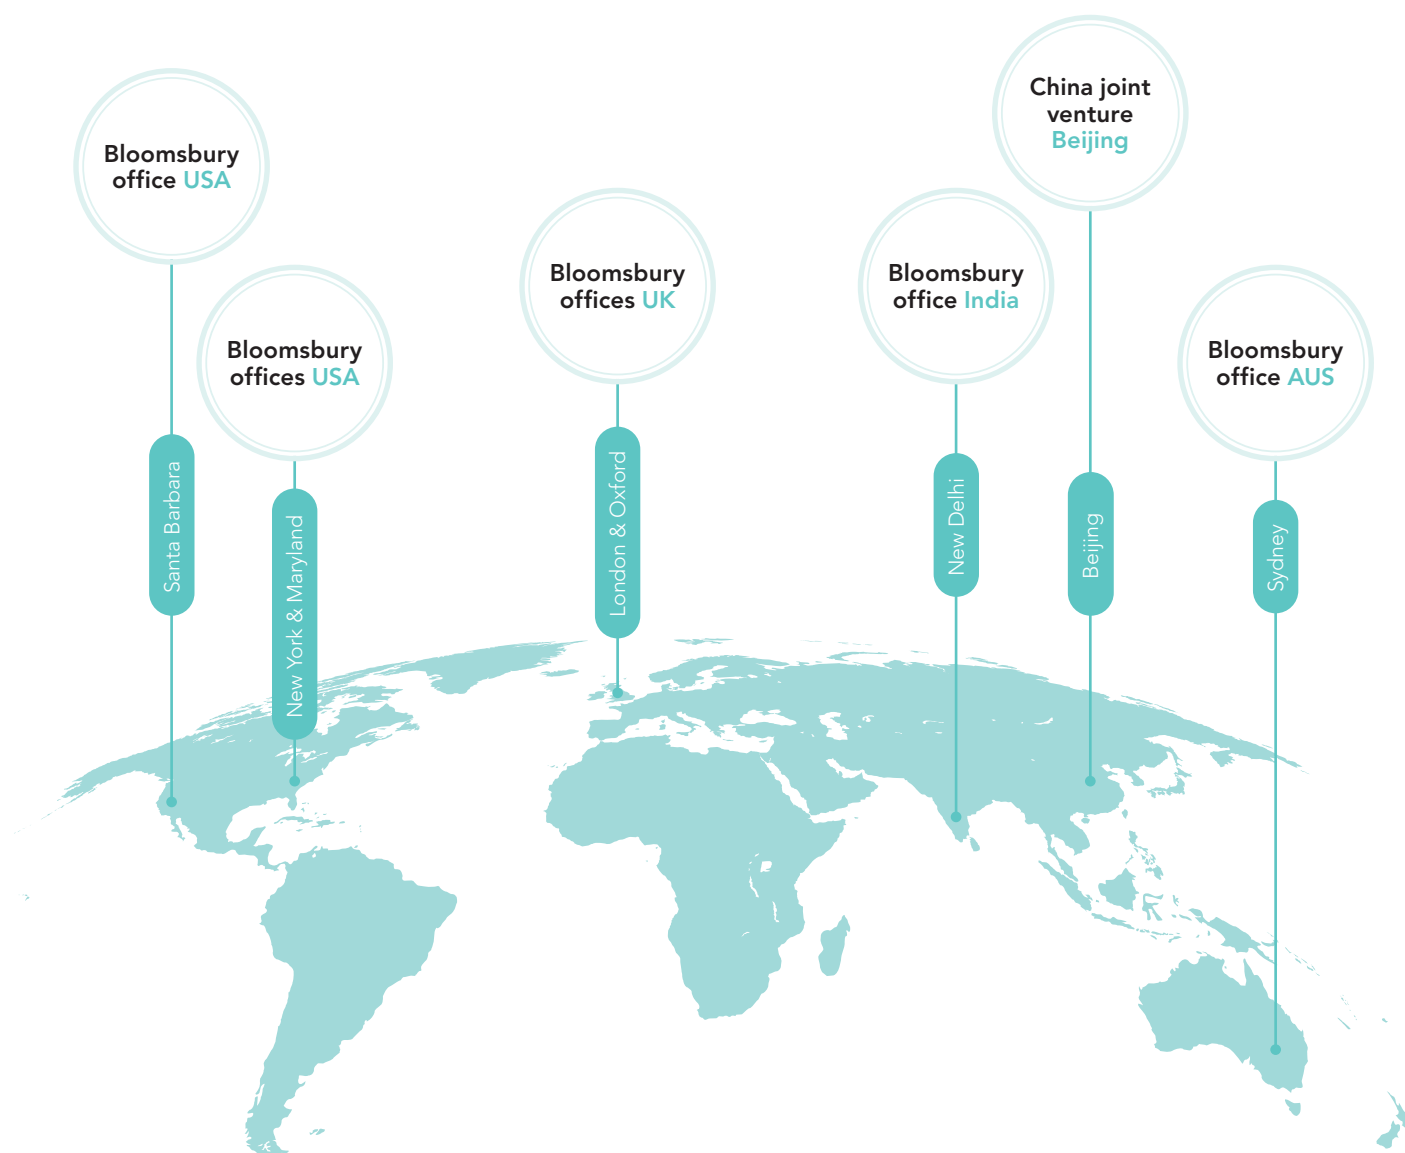 Bloomsbury
office USA
Santa Barbara
Bloomsbury
offices USA
New York & Maryland
Bloomsbury
offices UK
London & Oxford
Bloomsbury
office India
New Delhi
China joint
venture
Beijing
Beijing
Bloomsbury
office AUS
Sydney